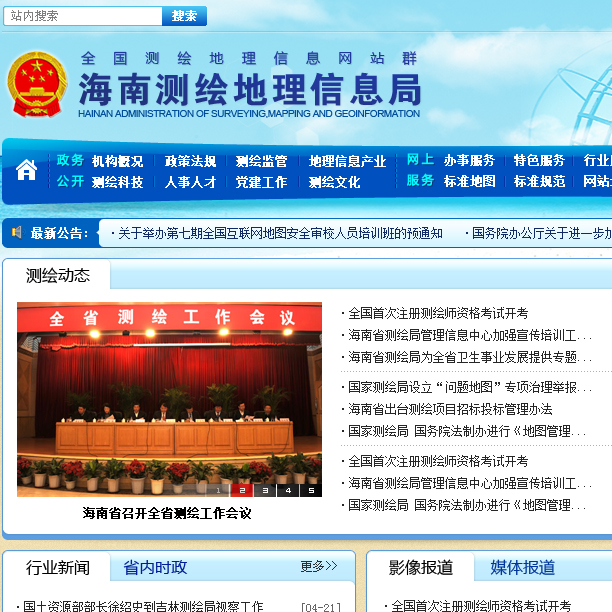 站内搜索 搜索
全国测绘地理信息网站群
海南测绘地理信息局
HAINAN ADMINISTRATION OF SURVEYING,MAPPING AND GEOINFORMATION
政务 机构概况 政策法规 测绘监管 地理信息产业 网上 办事服务 特色服务 行业
公开 测绘科技 人事人才 党建工作 测绘文化 服务 标准地图 标准规范 网站
最新公告： ·关于举办第七期全国互联网地图安全审核人员培训班的预通知 ·国务院办公厅关于进一步加
测绘动态
全省测绘工作会议
1 2 3 4 5
海南省召开全省测绘工作会议
·全国首次注册测绘师资格考试开考
·海南省测绘局管理信息中心加强宣传培训工...
·海南省测绘局为全省卫生事业发展提供专题...
·国家测绘局设立“问题地图”专项治理举报...
·海南省出台测绘项目招标投标管理办法
·国家测绘局 国务院法制办进行《地图管理...
·全国首次注册测绘师资格考试开考
·海南省测绘局管理信息中心加强宣传培训工...
·国家测绘局 国务院法制办进行《地图管理...
行业新闻 省内时政 更多>>
·国土资源部部长徐绍史到吉林测绘局视察工作 [04-21]
影像报道 媒体报道
·全国首次注册测绘师资格考试开考